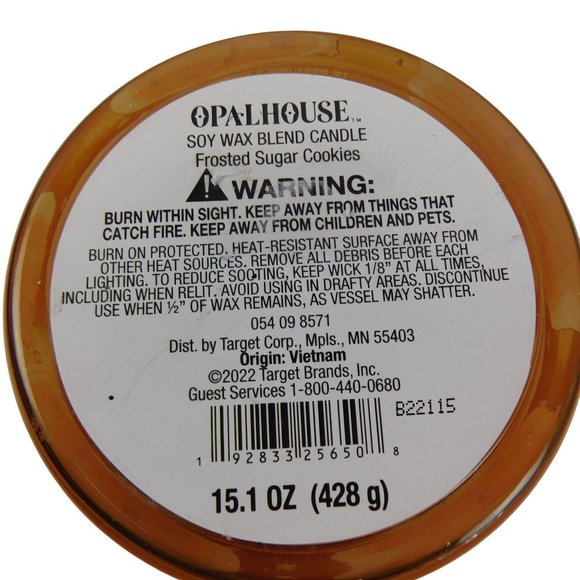 OPALHOUSE™
SOY WAX BLEND CANDLE
Frosted Sugar Cookies
WARNING:
BURN WITHIN SIGHT. KEEP AWAY FROM THINGS THAT
CATCH FIRE. KEEP AWAY FROM CHILDREN AND PETS.
BURN ON PROTECTED, HEAT-RESISTANT SURFACE AWAY FROM
OTHER HEAT SOURCES. REMOVE ALL DEBRIS BEFORE EACH
LIGHTING. TO REDUCE SOOTING, KEEP WICK 1/8" AT ALL TIMES,
INCLUDING WHEN RELIT. AVOID USING IN DRAFTY AREAS. DISCONTINUE
USE WHEN ½" OF WAX REMAINS, AS VESSEL MAY SHATTER.
054 09 8571
Dist. by Target Corp., Mpls., MN 55403
Origin: Vietnam
©2022 Target Brands, Inc.
Guest Services 1-800-440-0680
B22115
1 92833 25650 8
15.1 OZ (428 g)